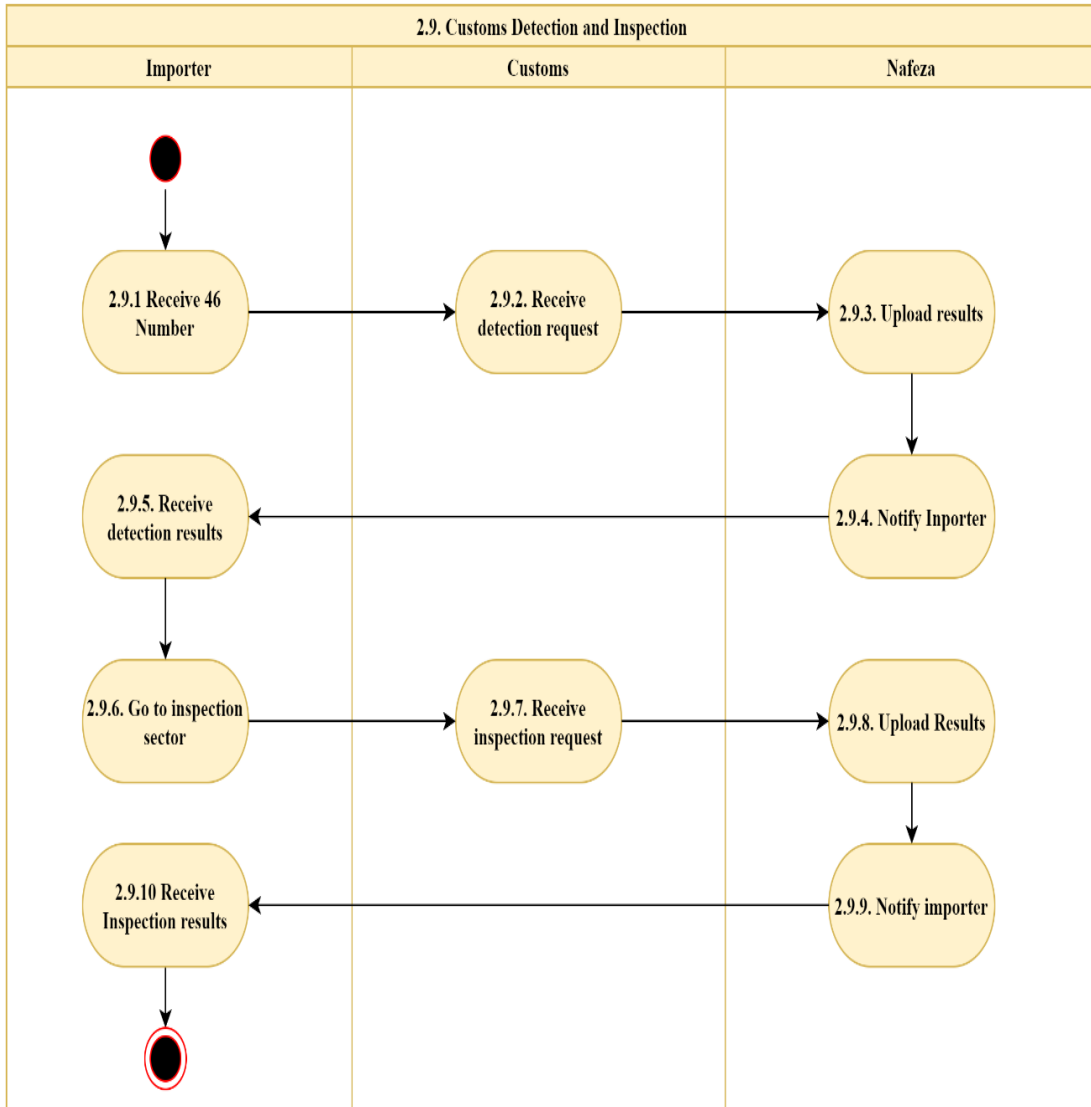 2.9. Customs Detection and Inspection
Importer
Customs
Nafeza
2.9.1 Receive 46
Number
2.9.2. Receive
detection request
2.9.3. Upload results
2.9.5. Receive
detection results
2.9.4. Notify Inporter
2.9.6. Go to inspection
sector
2.9.7. Receive
inspection request
2.9.8. Upload Results
2.9.10 Receive
Inspection results
2.9.9. Notify importer